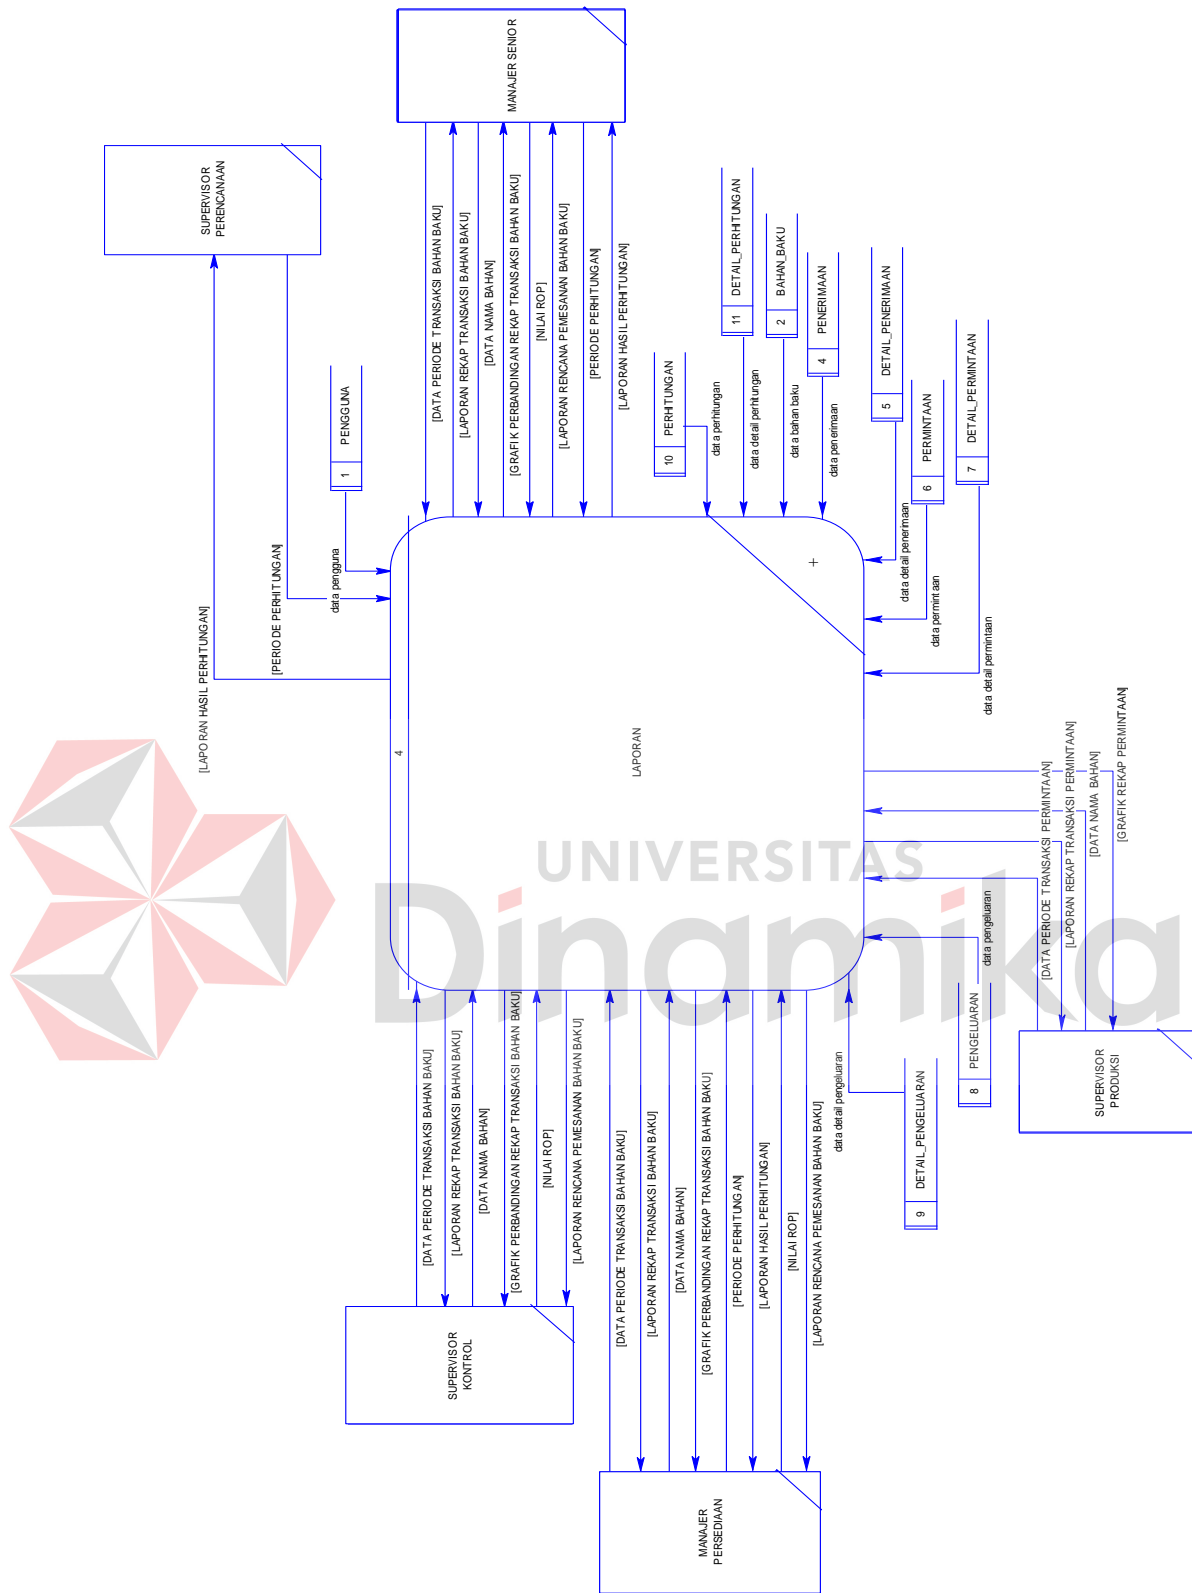 MANAJER SENIOR
SUPERVISOR
PERENCANAAN
[DATA PERIODE TRANSAKSI BAHAN BAKU]
[LAPORAN REKAP TRANSAKSI BAHAN BAKU]
[DATA NAMA BAHAN]
[GRAFIK PERBANDINGAN REKAP TRANSAKSI BAHAN BAKU]
[NILAI ROP]
[LAPORAN RENCANA PEMESANAN BAHAN BAKU]
[PERIODE PERHITUNGAN]
[LAPORAN HASIL PERHITUNGAN]
[LAPORAN HASIL PERHITUNGAN]
[PERIODE PERHITUNGAN]
1 PENGGUNA
data pengguna
10 PERHITUNGAN
data perhitungan
11 DETAIL_PERHITUNGAN
data detail perhitungan
2 BAHAN_BAKU
data bahan baku
4 PENERIMAAN
data penerimaan
5 DETAIL_PENERIMAAN
data detail penerimaan
6 PERMINTAAN
data permintaan
7 DETAIL_PERMINTAAN
data detail permintaan
4
LAPORAN
+
UNIVERSITAS
Dinamika
[DATA PERIODE TRANSAKSI PERMINTAAN]
[LAPORAN REKAP TRANSAKSI PERMINTAAN]
[DATA NAMA BAHAN]
[GRAFIK REKAP PERMINTAAN]
SUPERVISOR
PRODUKSI
8 PENGELUARAN
data pengeluaran
9 DETAIL_PENGELUARAN
data detail pengeluaran
[DATA PERIODE TRANSAKSI BAHAN BAKU]
[LAPORAN REKAP TRANSAKSI BAHAN BAKU]
[DATA NAMA BAHAN]
[GRAFIK PERBANDINGAN REKAP TRANSAKSI BAHAN BAKU]
[NILAI ROP]
[LAPORAN RENCANA PEMESANAN BAHAN BAKU]
SUPERVISOR
KONTROL
[DATA PERIODE TRANSAKSI BAHAN BAKU]
[LAPORAN REKAP TRANSAKSI BAHAN BAKU]
[DATA NAMA BAHAN]
[GRAFIK PERBANDINGAN REKAP TRANSAKSI BAHAN BAKU]
[PERIODE PERHITUNGAN]
[LAPORAN HASIL PERHITUNGAN]
[NILAI ROP]
[LAPORAN RENCANA PEMESANAN BAHAN BAKU]
MANAJER
PERSEDIAAN